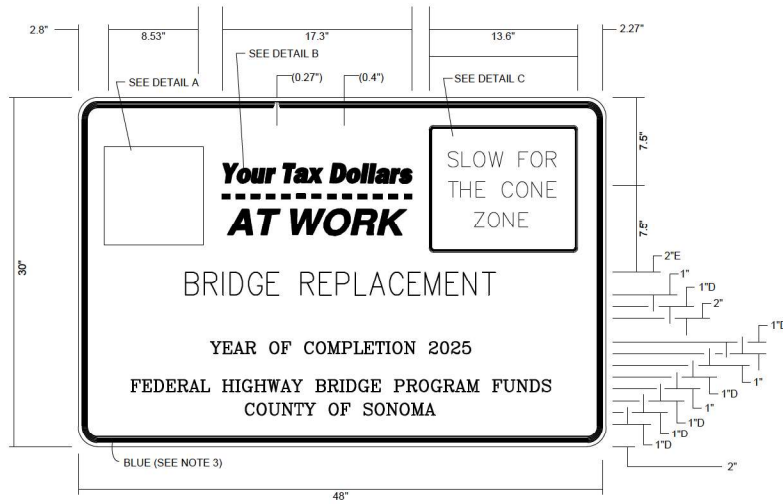 2.8"
8.53"
17.3"
13.6"
2.27"
SEE DETAIL B
SEE DETAIL A
(0.27")
(0.4")
SEE DETAIL C
Your Tax Dollars
AT WORK
SLOW FOR
THE CONE
ZONE
7.5"
7.5"
30"
BRIDGE REPLACEMENT
2"E
1"
1"D
2"
1"D
YEAR OF COMPLETION 2025
1"
FEDERAL HIGHWAY BRIDGE PROGRAM FUNDS
1"D
COUNTY OF SONOMA
1"
1"D
1"D
1"D
BLUE (SEE NOTE 3)
2"
48"